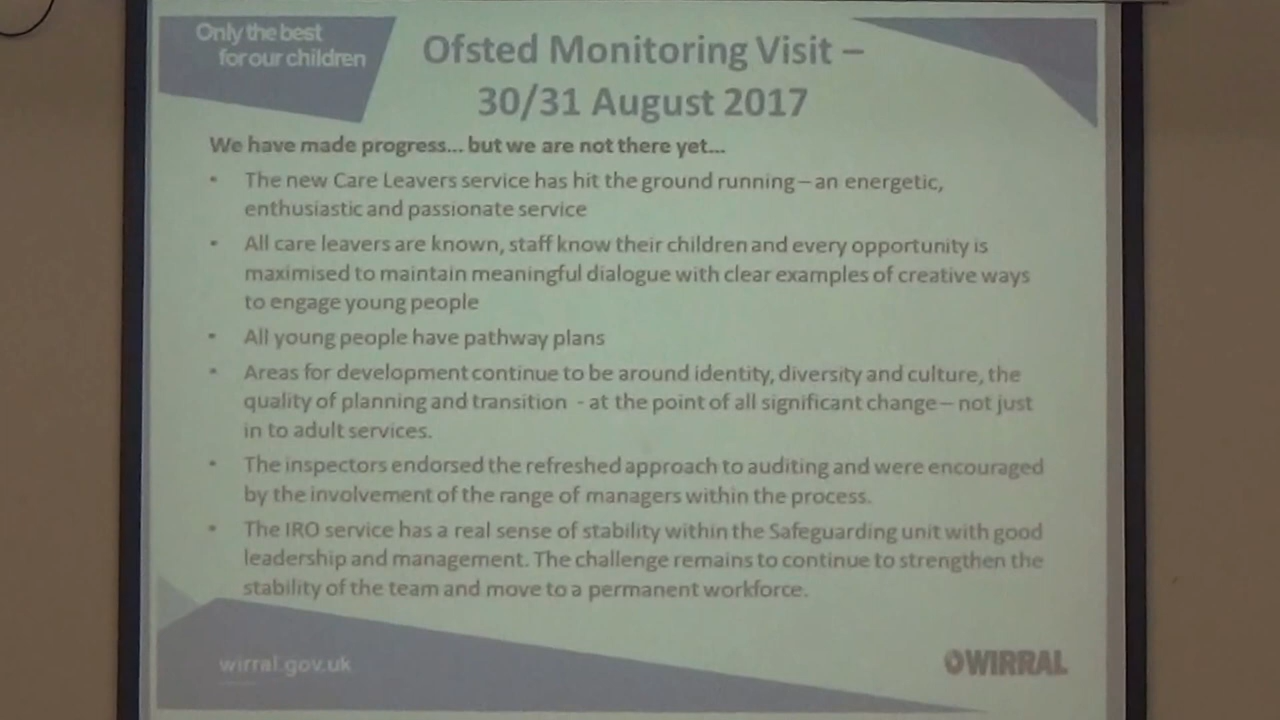 Only the best
for our children
Ofsted Monitoring Visit –
30/31 August 2017
We have made progress... but we are not there yet...
• The new Care Leavers service has hit the ground running – an energetic,
enthusiastic and passionate service
• All care leavers are known, staff know their children and every opportunity is
maximised to maintain meaningful dialogue with clear examples of creative ways
to engage young people
• All young people have pathway plans
• Areas for development continue to be around identity, diversity and culture, the
quality of planning and transition - at the point of all significant change – not just
in to adult services.
• The inspectors endorsed the refreshed approach to auditing and were encouraged
by the involvement of the range of managers within the process.
• The IRO service has a real sense of stability within the Safeguarding unit with good
leadership and management. The challenge remains to continue to strengthen the
stability of the team and move to a permanent workforce.
wirral.gov.uk
WIRRAL